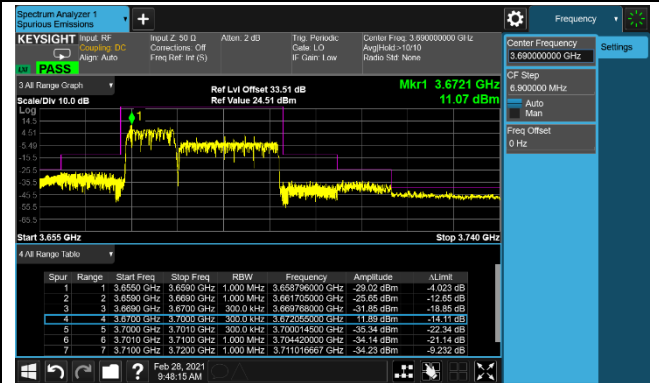 Spectrum Analyzer 1
Spurious Emissions
Frequency
KEYSIGHT
Input: RF
Coupling: DC
Align: Auto
Input Z: 50 Ω
Corrections: Off
Freq Ref: Int (S)
Atten: 2 dB
Trig: Periodic
Gate: LO
IF Gain: Low
Center Freq: 3.690000000 GHz
Avg|Hold:>10/10
Radio Std: None
PASS
Center Frequency
3.690000000 GHz
Settings
CF Step
6.900000 MHz
Auto
Man
Freq Offset
0 Hz
3 All Range Graph
Scale/Div 10.0 dB
Ref Lvl Offset 33.51 dB
Ref Value 24.51 dBm
Mkr1 3.6721 GHz
11.07 dBm
Log
14.5
4.51
-5.49
-15.5
-25.5
-35.5
-45.5
-55.5
-65.5
1
Start 3.655 GHz
Stop 3.740 GHz
4 All Range Table
Spur Range Start Freq Stop Freq RBW Frequency Amplitude ΔLimit
1 1 3.6550 GHz 3.6590 GHz 1.000 MHz 3.658796000 GHz -29.02 dBm -4.023 dB
2 2 3.6590 GHz 3.6690 GHz 1.000 MHz 3.661705000 GHz -25.65 dBm -12.65 dB
3 3 3.6690 GHz 3.6700 GHz 300.0 kHz 3.669768000 GHz -31.85 dBm -18.85 dB
4 4 3.6700 GHz 3.7000 GHz 300.0 kHz 3.672055000 GHz 11.89 dBm -14.11 dB
5 5 3.7000 GHz 3.7010 GHz 300.0 kHz 3.700014500 GHz -35.34 dBm -22.34 dB
6 6 3.7010 GHz 3.7100 GHz 1.000 MHz 3.704420000 GHz -34.14 dBm -21.14 dB
7 7 3.7100 GHz 3.7200 GHz 1.000 MHz 3.711016667 GHz -34.23 dBm -9.232 dB
Feb 28, 2021
9:48:15 AM